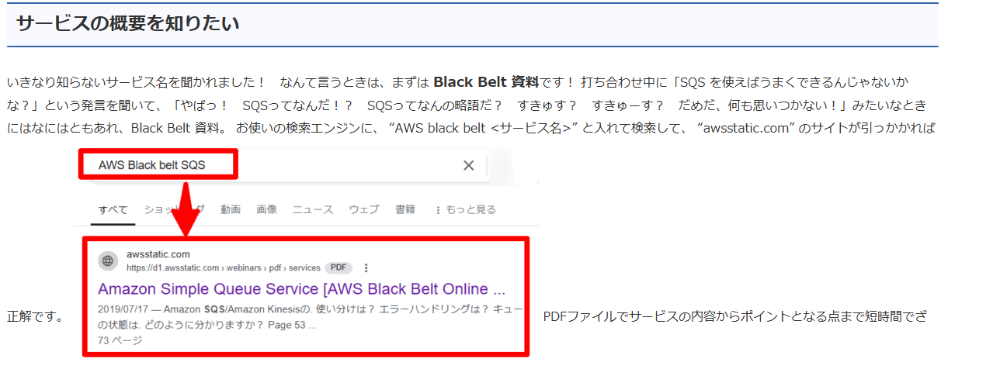 サービスの概要を知りたい
いきなり知らないサービス名を聞かれました！　なんて言うときは、まずは Black Belt 資料です！ 打ち合わせ中に「SQS を使えばうまくできるんじゃないか
な？」という発言を聞いて、「やばっ！　SQSってなんだ！？　SQSってなんの略語だ？　すきゅす？　すきゅーす？　だめだ、何も思いつかない！」みたいなとき
にはなにはともあれ、Black Belt 資料。 お使いの検索エンジンに、 “AWS black belt <サービス名>” と入れて検索して、 “awsstatic.com” のサイトが引っかかれば
AWS Black belt SQS
すべて ショッピング 動画 画像 ニュース ウェブ 書籍 もっと見る
awsstatic.com
https://d1.awsstatic.com › webinars › pdf › services PDF
Amazon Simple Queue Service [AWS Black Belt Online ...
2019/07/17 — Amazon SQS/Amazon Kinesisの. 使い分けは？ エラーハンドリングは？ キュー
の状態は. どのように分かりますか？ Page 53 ...
73 ページ
正解です。 PDFファイルでサービスの内容からポイントとなる点まで短時間でざ